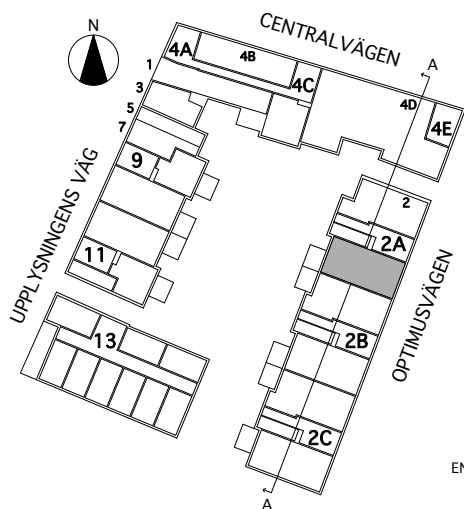 N
CENTRALVÄGEN
A
4A
4B
4C
4D
4E
1
3
5
7
9
11
13
UPPLYSNINGENS VÄG
2
2A
2B
2C
OPTIMUSVÄGEN
A
EN